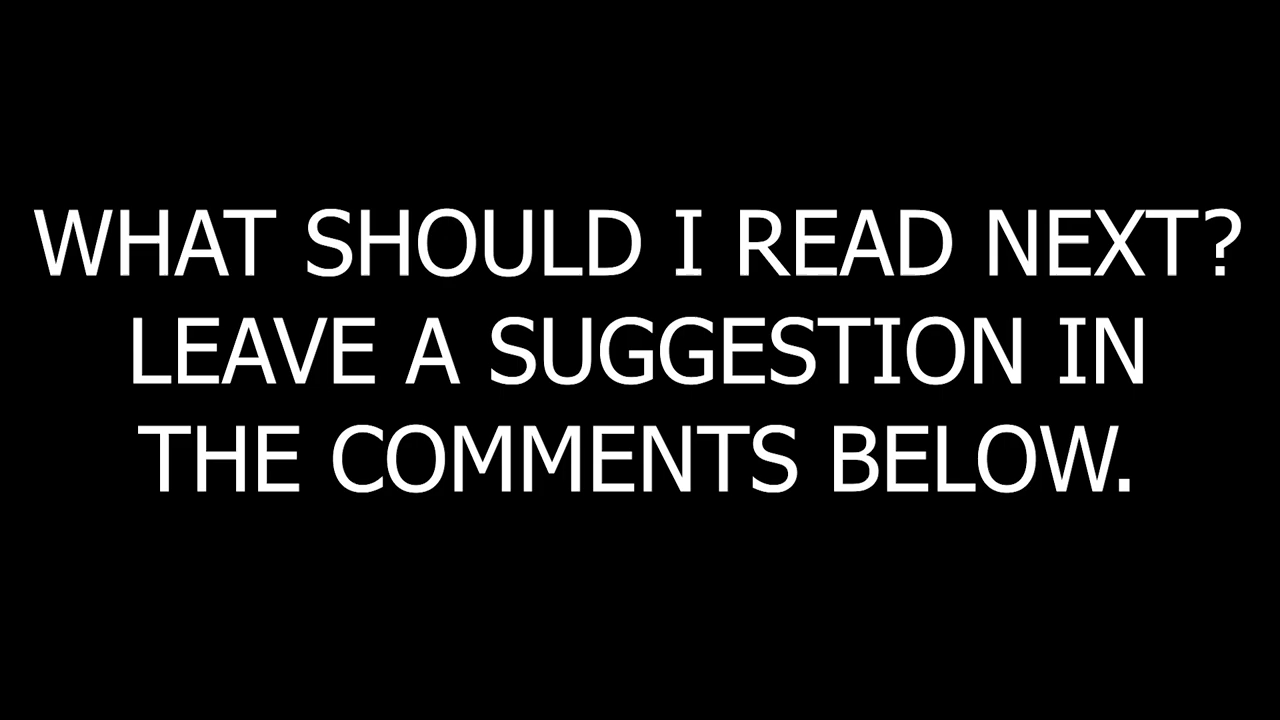 WHAT SHOULD I READ NEXT?
LEAVE A SUGGESTION IN
THE COMMENTS BELOW.